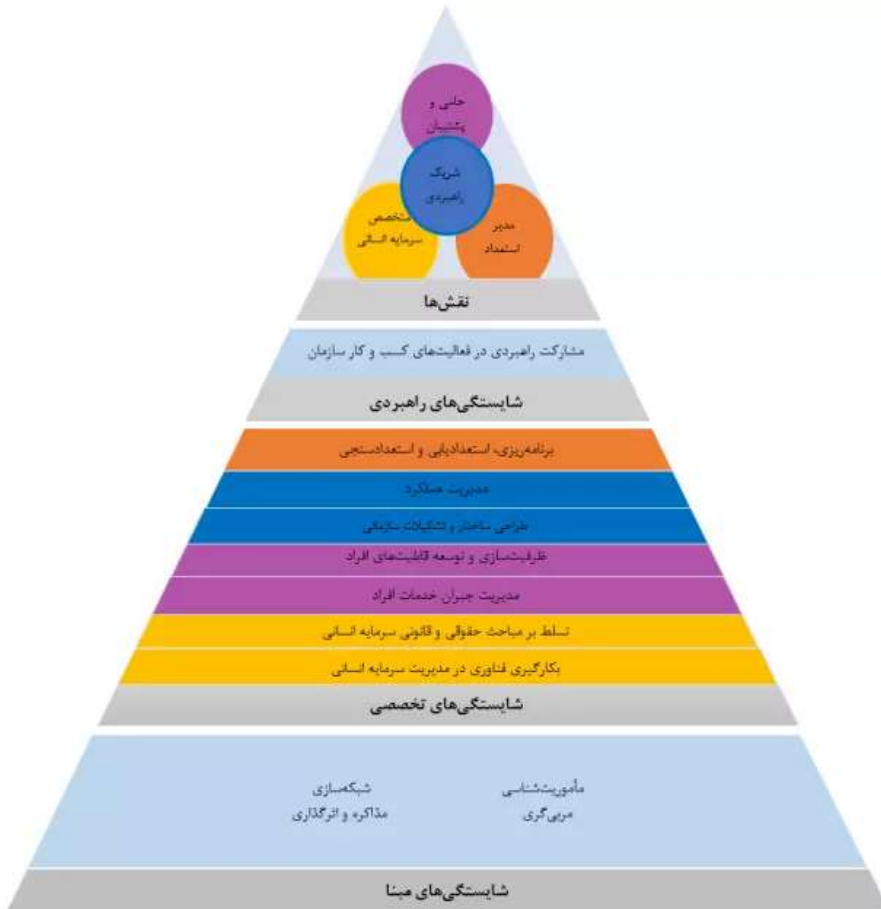 حامی و
پشتیبان
شریک
راهبردی
متخصص
سرمایه انسانی
مدیر
استعداد
نقش‌ها
مشارکت راهبردی در فعالیت‌های کسب و کار سازمان
شایستگی‌های راهبردی
برنامه‌ریزی، استعدادیابی و استعدادسنجی
مدیریت عملکرد
طراحی ساختار و تشکیلات سازمانی
ظرفیت‌سازی و توسعه قابلیت‌های افراد
مدیریت جبران خدمات افراد
تسلط بر مباحث حقوقی و قانونی سرمایه انسانی
بکارگیری فناوری در مدیریت سرمایه انسانی
شایستگی‌های تخصصی
مأموریت‌شناسی
مربی‌گری
شبکه‌سازی
مذاکره و اثرگذاری
شایستگی‌های مبنا